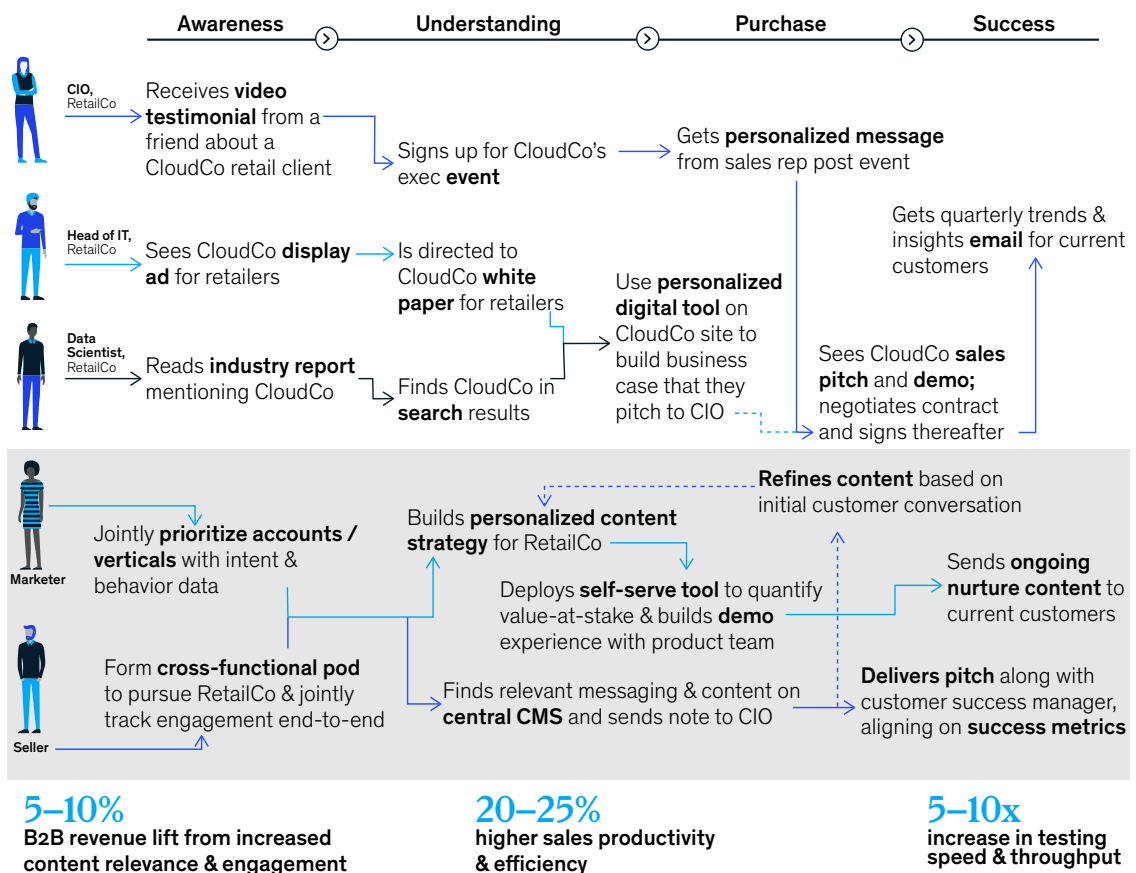 Awareness
Understanding
Purchase
Success
CIO,
RetailCo
Receives video
testimonial from a
friend about a
CloudCo retail client
Signs up for CloudCo’s
exec event
Gets personalized message
from sales rep post event
Head of IT,
RetailCo
Sees CloudCo display
ad for retailers
Is directed to
CloudCo white
paper for retailers
Gets quarterly trends &
insights email for current
customers
Data
Scientist,
RetailCo
Reads industry report
mentioning CloudCo
Finds CloudCo in
search results
Use personalized
digital tool on
CloudCo site to
build business
case that they
pitch to CIO
Sees CloudCo sales
pitch and demo;
negotiates contract
and signs thereafter
Marketer
Jointly prioritize accounts /
verticals with intent &
behavior data
Builds personalized content
strategy for RetailCo
Refines content based on
initial customer conversation
Deploys self-serve tool to quantify
value-at-stake & builds demo
experience with product team
Sends ongoing
nurture content to
current customers
Seller
Form cross-functional pod
to pursue RetailCo & jointly
track engagement end-to-end
Finds relevant messaging & content on
central CMS and sends note to CIO
Delivers pitch along with
customer success manager,
aligning on success metrics
5–10%
B2B revenue lift from increased
content relevance & engagement
20–25%
higher sales productivity
& efficiency
5–10x
increase in testing
speed & throughput